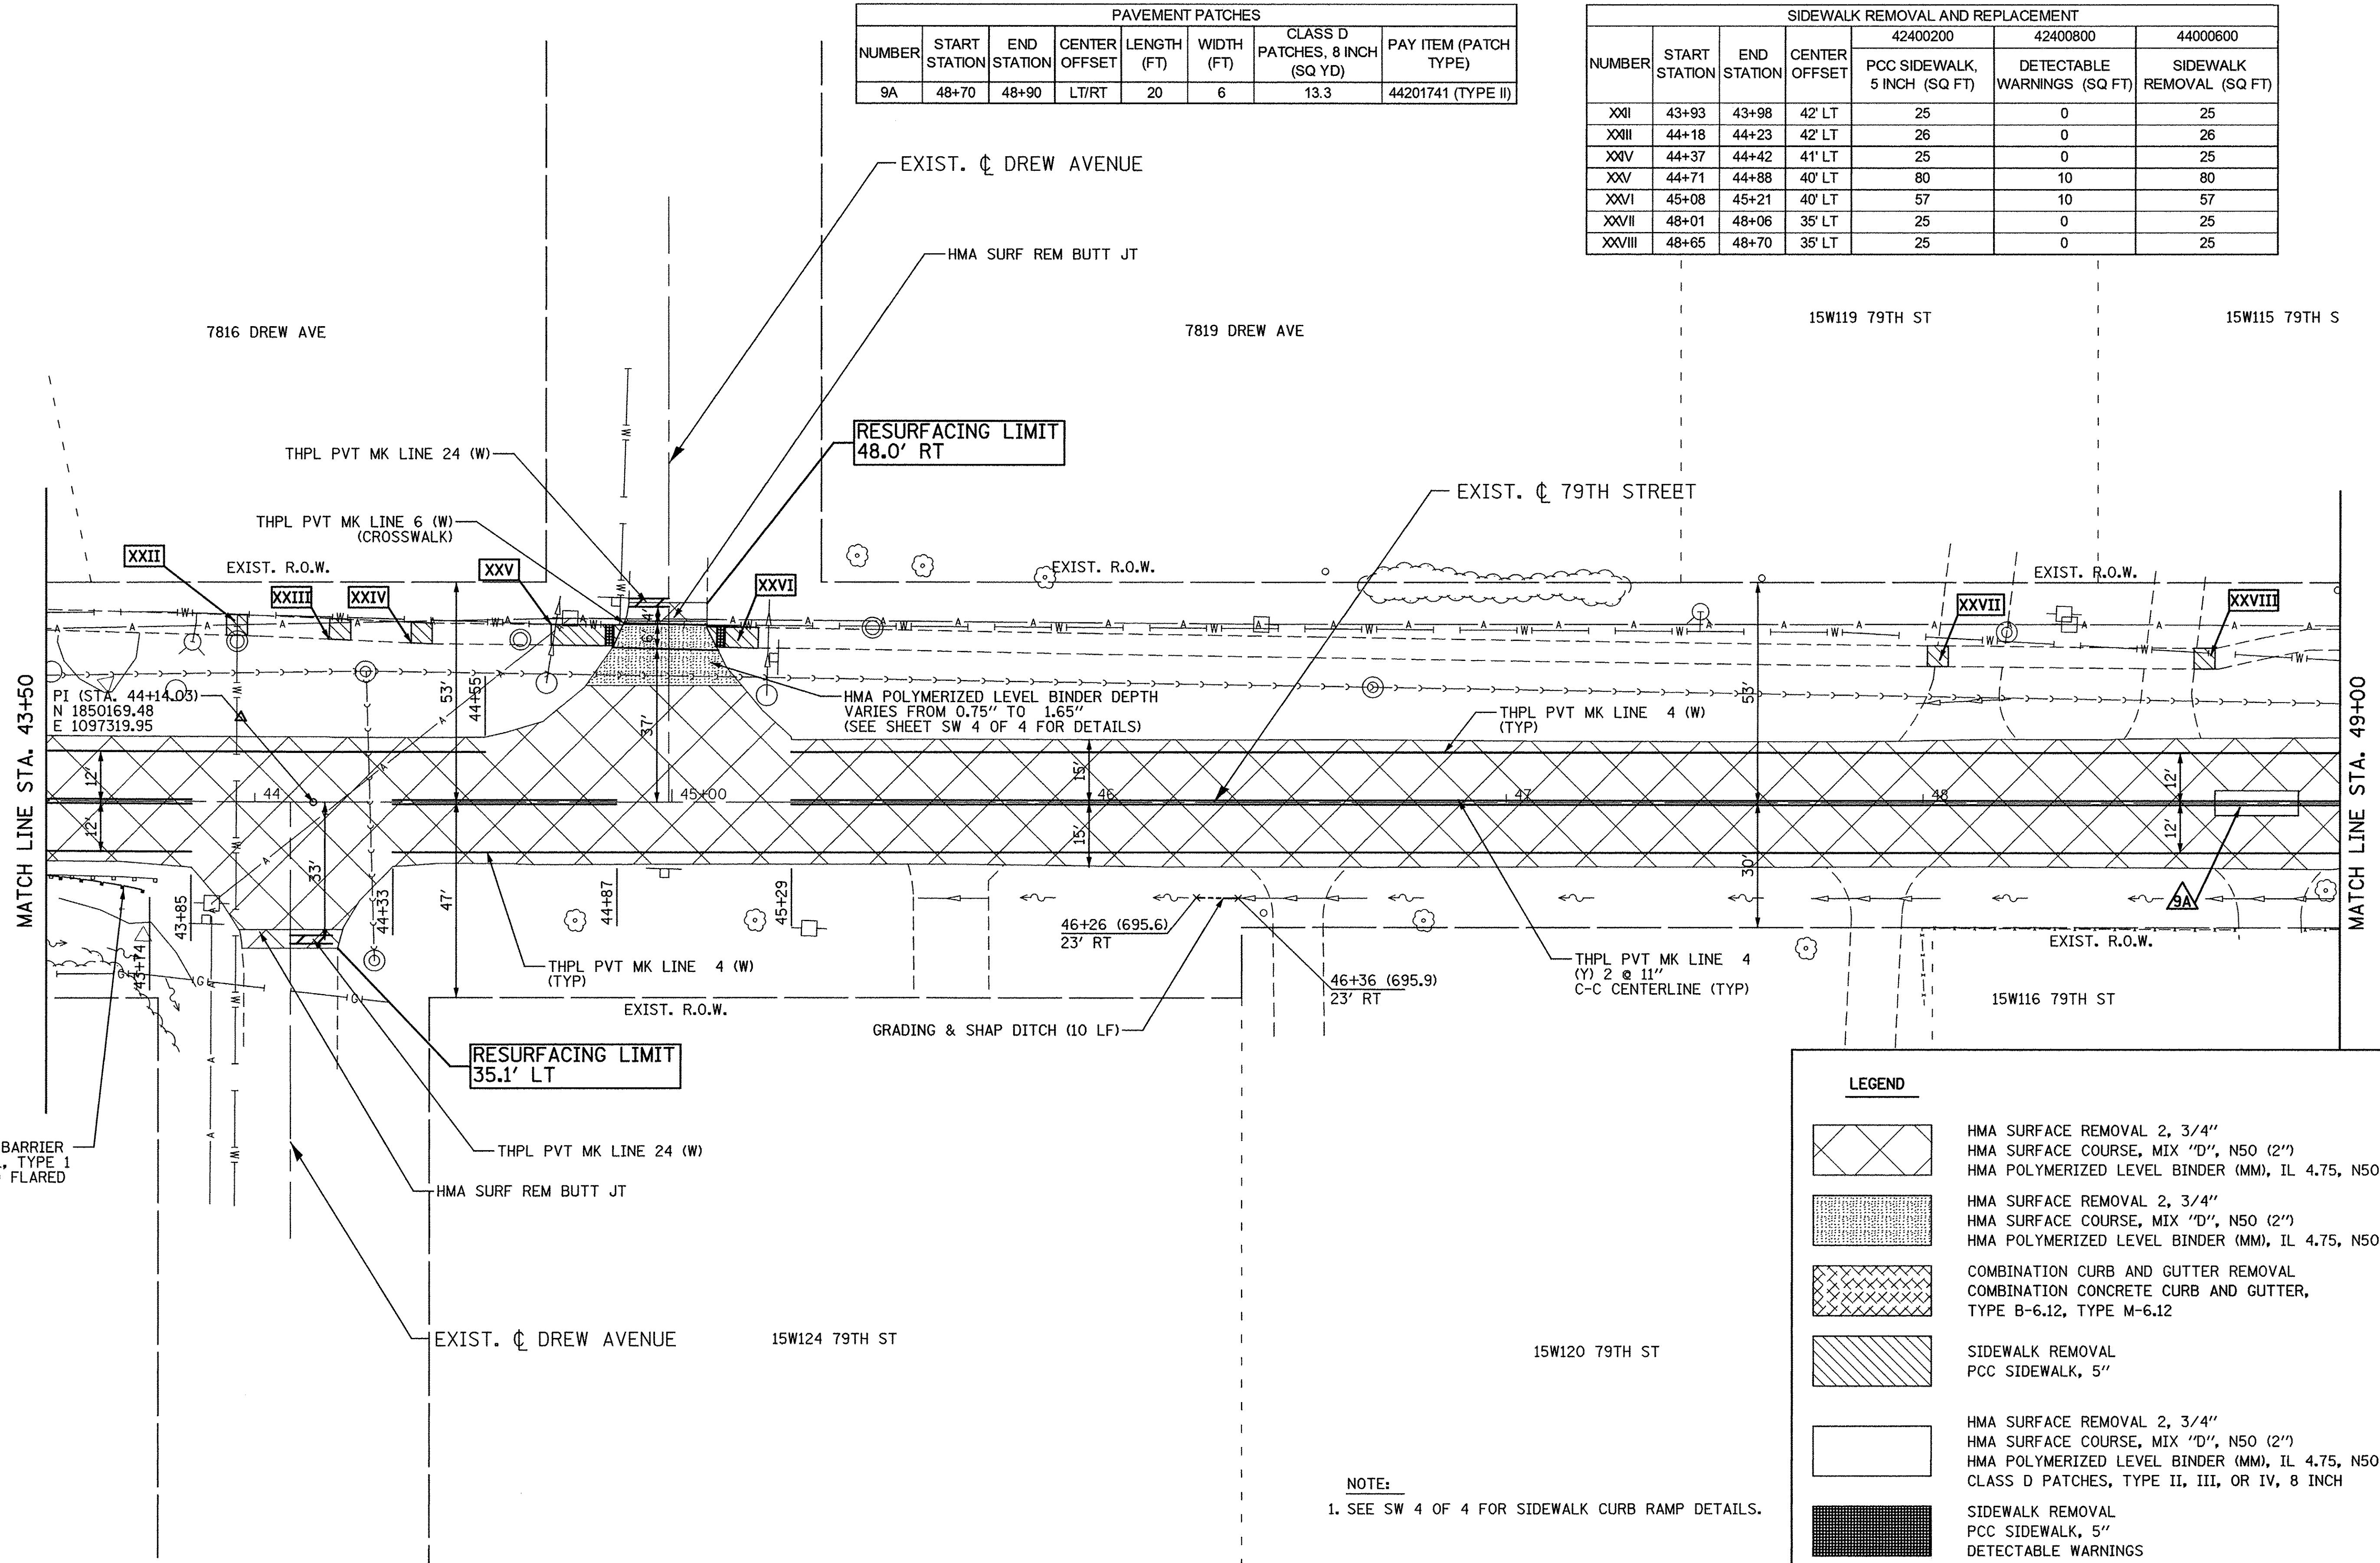 PAVEMENT PATCHES
NUMBER START STATION END STATION CENTER OFFSET LENGTH (FT) WIDTH (FT) CLASS D PATCHES, 8 INCH (SQ YD) PAY ITEM (PATCH TYPE)
9A 48+70 48+90 LT/RT 20 6 13.3 44201741 (TYPE II)
SIDEWALK REMOVAL AND REPLACEMENT
NUMBER START STATION END STATION CENTER OFFSET 42400200 42400800 44000600
PCC SIDEWALK, 5 INCH (SQ FT) DETECTABLE WARNINGS (SQ FT) SIDEWALK REMOVAL (SQ FT)
XXII 43+93 43+98 42' LT 25 0 25
XXIII 44+18 44+23 42' LT 26 0 26
XXIV 44+37 44+42 41' LT 25 0 25
XXV 44+71 44+88 40' LT 80 10 80
XXVI 45+08 45+21 40' LT 57 10 57
XXVII 48+01 48+06 35' LT 25 0 25
XXVIII 48+65 48+70 35' LT 25 0 25
EXIST. ℄ DREW AVENUE
HMA SURF REM BUTT JT
7816 DREW AVE
7819 DREW AVE
15W119 79TH ST
15W115 79TH S
RESURFACING LIMIT
48.0' RT
THPL PVT MK LINE 24 (W)
EXIST. ℄ 79TH STREET
THPL PVT MK LINE 6 (W)
(CROSSWALK)
XXII
EXIST. R.O.W.
XXIII
XXIV
XXV
XXVI
EXIST. R.O.W.
EXIST. R.O.W.
XXVII
XXVIII
4'
6'
37'
53'
44+55
53'
PI (STA. 44+14.03)
N 1850169.48
E 1097319.95
HMA POLYMERIZED LEVEL BINDER DEPTH
VARIES FROM 0.75" TO 1.65"
(SEE SHEET SW 4 OF 4 FOR DETAILS)
THPL PVT MK LINE 4 (W)
(TYP)
MATCH LINE STA. 43+50
MATCH LINE STA. 49+00
12'
15'
12'
44
45+00
46
47
48
12'
33'
15'
30'
12'
43+85
44+33
47'
44+87
45+29
43+74
46+26 (695.6)
23' RT
9A
EXIST. R.O.W.
THPL PVT MK LINE 4 (W)
(TYP)
46+36 (695.9)
23' RT
THPL PVT MK LINE 4
(Y) 2 @ 11"
C-C CENTERLINE (TYP)
15W116 79TH ST
EXIST. R.O.W.
GRADING & SHAP DITCH (10 LF)
RESURFACING LIMIT
35.1' LT
BARRIER
, TYPE 1
FLARED
THPL PVT MK LINE 24 (W)
HMA SURF REM BUTT JT
EXIST. ℄ DREW AVENUE
15W124 79TH ST
15W120 79TH ST
NOTE:
1. SEE SW 4 OF 4 FOR SIDEWALK CURB RAMP DETAILS.
LEGEND
HMA SURFACE REMOVAL 2, 3/4"
HMA SURFACE COURSE, MIX "D", N50 (2")
HMA POLYMERIZED LEVEL BINDER (MM), IL 4.75, N50
HMA SURFACE REMOVAL 2, 3/4"
HMA SURFACE COURSE, MIX "D", N50 (2")
HMA POLYMERIZED LEVEL BINDER (MM), IL 4.75, N50
COMBINATION CURB AND GUTTER REMOVAL
COMBINATION CONCRETE CURB AND GUTTER,
TYPE B-6.12, TYPE M-6.12
SIDEWALK REMOVAL
PCC SIDEWALK, 5"
HMA SURFACE REMOVAL 2, 3/4"
HMA SURFACE COURSE, MIX "D", N50 (2")
HMA POLYMERIZED LEVEL BINDER (MM), IL 4.75, N50
CLASS D PATCHES, TYPE II, III, OR IV, 8 INCH
SIDEWALK REMOVAL
PCC SIDEWALK, 5"
DETECTABLE WARNINGS